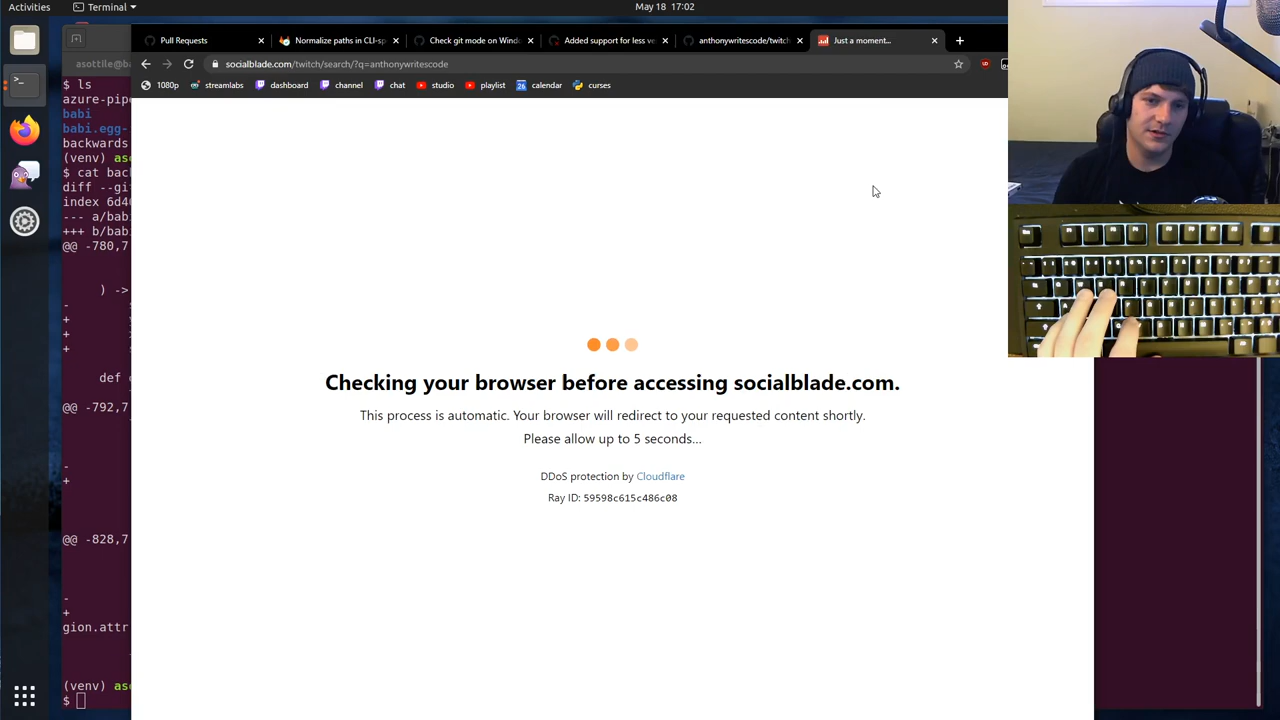 Activities
Terminal
May 18 17:02
Pull Requests
Normalize paths in CLI-sp
Check git mode on Wind
Added support for less ve
anthonywritescode/twitch
Just a moment...
asottile@b
socialblade.com/twitch/search/?q=anthonywritescode
1080p
streamlabs
dashboard
channel
chat
studio
playlist
calendar
curses
$ ls
azure-pipe
babi
babi.egg-
backwards
(venv) aso
$ cat bac
diff --gi
index 6d4
--- a/bab
+++ b/bab
@@ -780,7
) ->
-
+
+
+
def
@@ -792,7
-
+
@@ -828,7
-
+
gion.attr
(venv) aso
$
Checking your browser before accessing socialblade.com.
This process is automatic. Your browser will redirect to your requested content shortly.
Please allow up to 5 seconds...
DDoS protection by Cloudflare
Ray ID: 59598c615c486c08